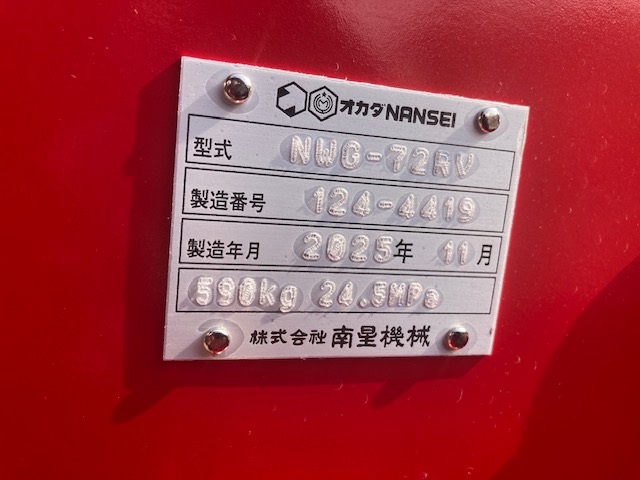 オカダNANSEI
型式 NWG-72RV
製造番号 124-4419
製造年月 2025年 11月
590kg 24.5MPa
株式会社 南星機械